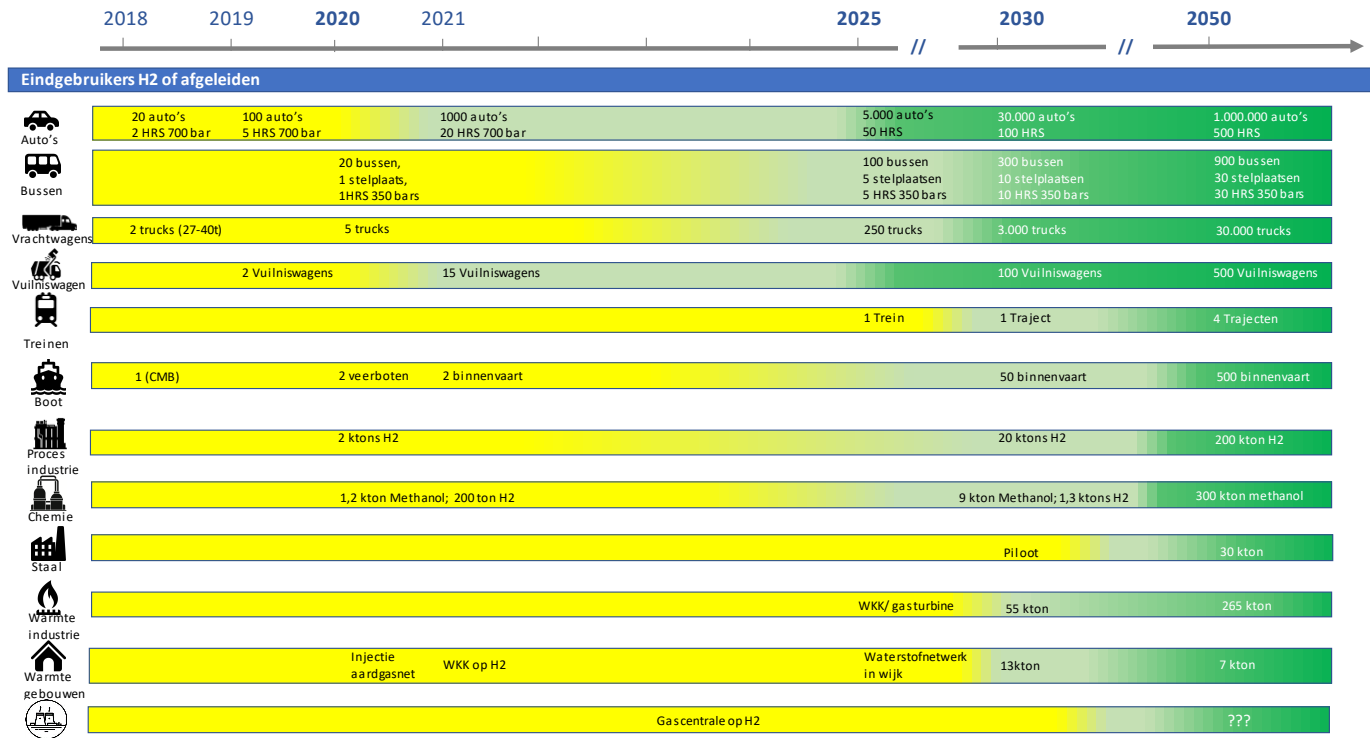 2018 2019 2020 2021 2025 // 2030 // 2050
Eindgebruikers H2 of afgeleiden
Auto's
20 auto's 100 auto's 1000 auto's 5.000 auto's 30.000 auto's 1.000.000 auto's
2 HRS 700 bar 5 HRS 700 bar 20 HRS 700 bar 50 HRS 100 HRS 500 HRS
Bussen
20 bussen, 100 bussen 300 bussen 900 bussen
1 stelplaats, 5 stelplaatsen 10 stelplaatsen 30 stelplaatsen
1HRS 350 bars 5 HRS 350 bars 10 HRS 350 bars 30 HRS 350 bars
Vrachtwagens
2 trucks (27-40t) 5 trucks 250 trucks 3.000 trucks 30.000 trucks
Vuilniswagen
2 Vuilniswagens 15 Vuilniswagens 100 Vuilniswagens 500 Vuilniswagens
Treinen
1 Trein 1 Traject 4 Trajecten
Boot
1 (CMB) 2 veerboten 2 binnenvaart 50 binnenvaart 500 binnenvaart
Proces
industrie
2 ktons H2 20 ktons H2 200 kton H2
Chemie
1,2 kton Methanol; 200 ton H2 9 kton Methanol; 1,3 ktons H2 300 kton methanol
Staal
Piloot 30 kton
Warmte
industrie
WKK/ gasturbine 55 kton 265 kton
Warmte
gebouwen
Injectie
aardgasnet
WKK op H2
Waterstofnetwerk
in wijk
13kton 7 kton
Gascentrale op H2 ???